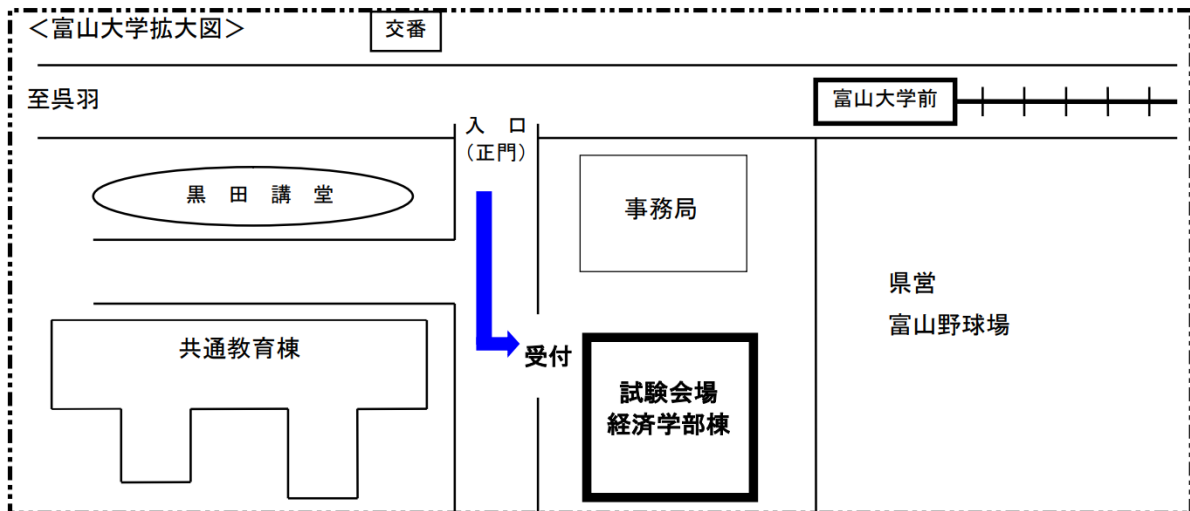 ＜富山大学拡大図＞
交番
至呉羽
富山大学前
入　口
（正門）
黒　田　講　堂
事務局
県営
富山野球場
共通教育棟
受付
試験会場
経済学部棟